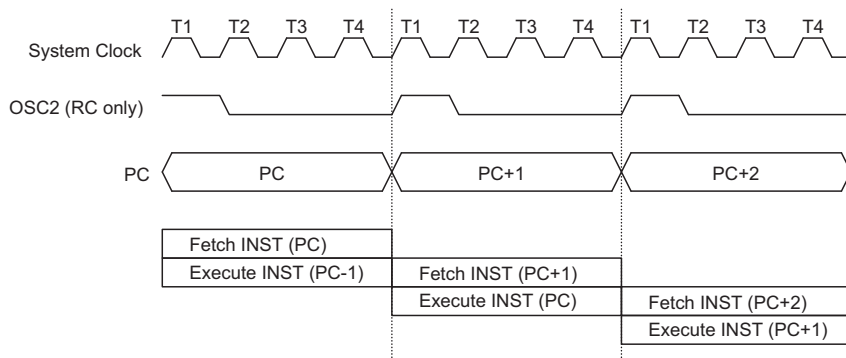 T1 T2 T3 T4 T1 T2 T3 T4 T1 T2 T3 T4
System Clock
OSC2 (RC only)
PC PC PC+1 PC+2
Fetch INST (PC)
Execute INST (PC-1) Fetch INST (PC+1)
Execute INST (PC) Fetch INST (PC+2)
Execute INST (PC+1)